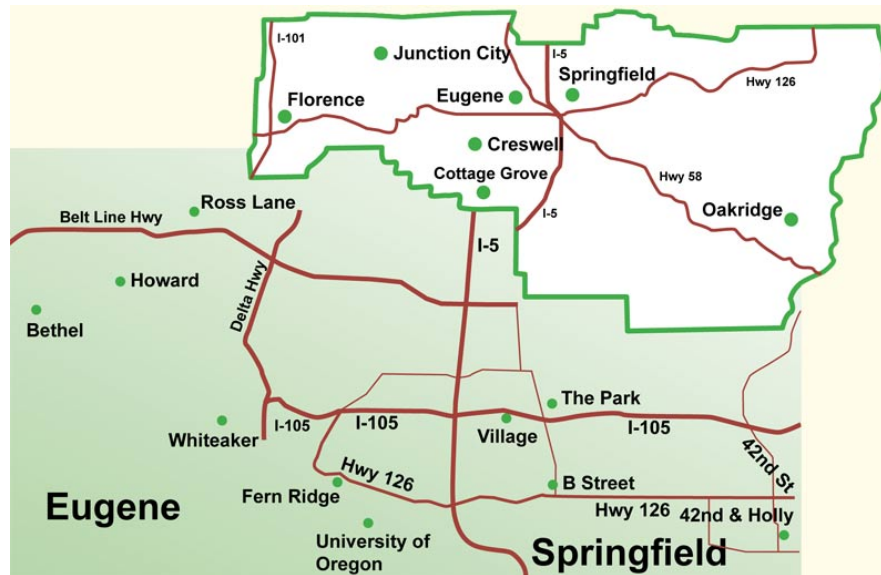 I-101
Junction City
I-5
Springfield
Hwy 126
Eugene
Florence
Creswell
Cottage Grove
Hwy 58
I-5
Oakridge
Ross Lane
Belt Line Hwy
I-5
Howard
Delta Hwy
Bethel
The Park
I-105
I-105
Village
I-105
Whiteaker
42nd St
Hwy 126
Fern Ridge
B Street
Hwy 126
42nd & Holly
Eugene
University of
Oregon
Springfield